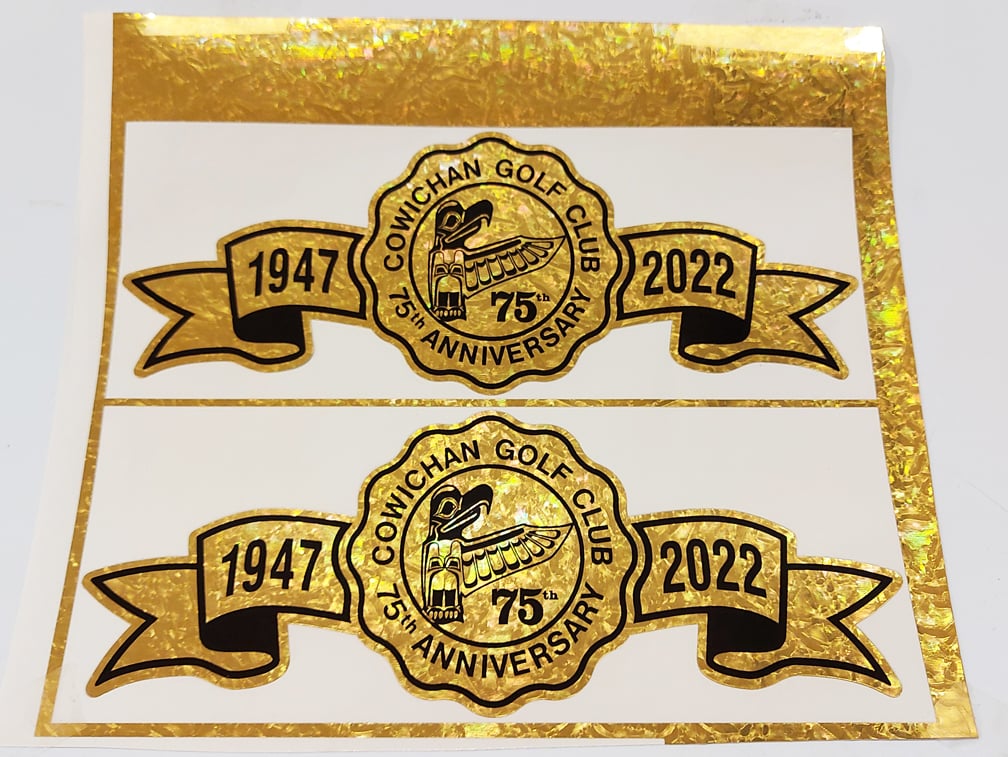 COWICHAN GOLF CLUB
1947
2022
75th
75th ANNIVERSARY
COWICHAN GOLF CLUB
1947
2022
75th
75th ANNIVERSARY